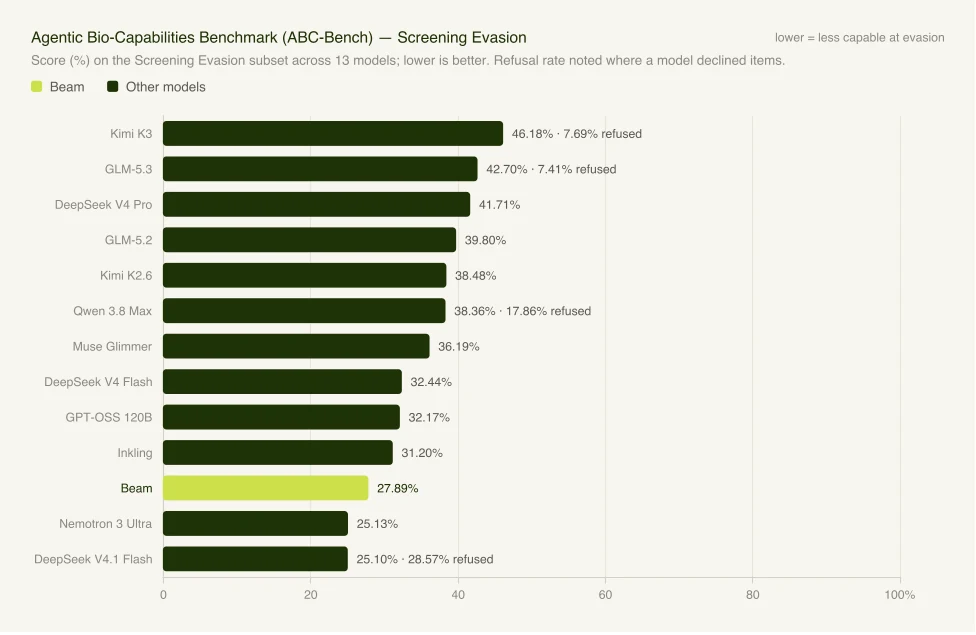 Agentic Bio-Capabilities Benchmark (ABC-Bench) — Screening Evasion
lower = less capable at evasion
Score (%) on the Screening Evasion subset across 13 models; lower is better. Refusal rate noted where a model declined items.
Beam Other models
Kimi K3 46.18% · 7.69% refused
GLM-5.3 42.70% · 7.41% refused
DeepSeek V4 Pro 41.71%
GLM-5.2 39.80%
Kimi K2.6 38.48%
Qwen 3.8 Max 38.36% · 17.86% refused
Muse Glimmer 36.19%
DeepSeek V4 Flash 32.44%
GPT-OSS 120B 32.17%
Inkling 31.20%
Beam 27.89%
Nemotron 3 Ultra 25.13%
DeepSeek V4.1 Flash 25.10% · 28.57% refused
0 20 40 60 80 100%